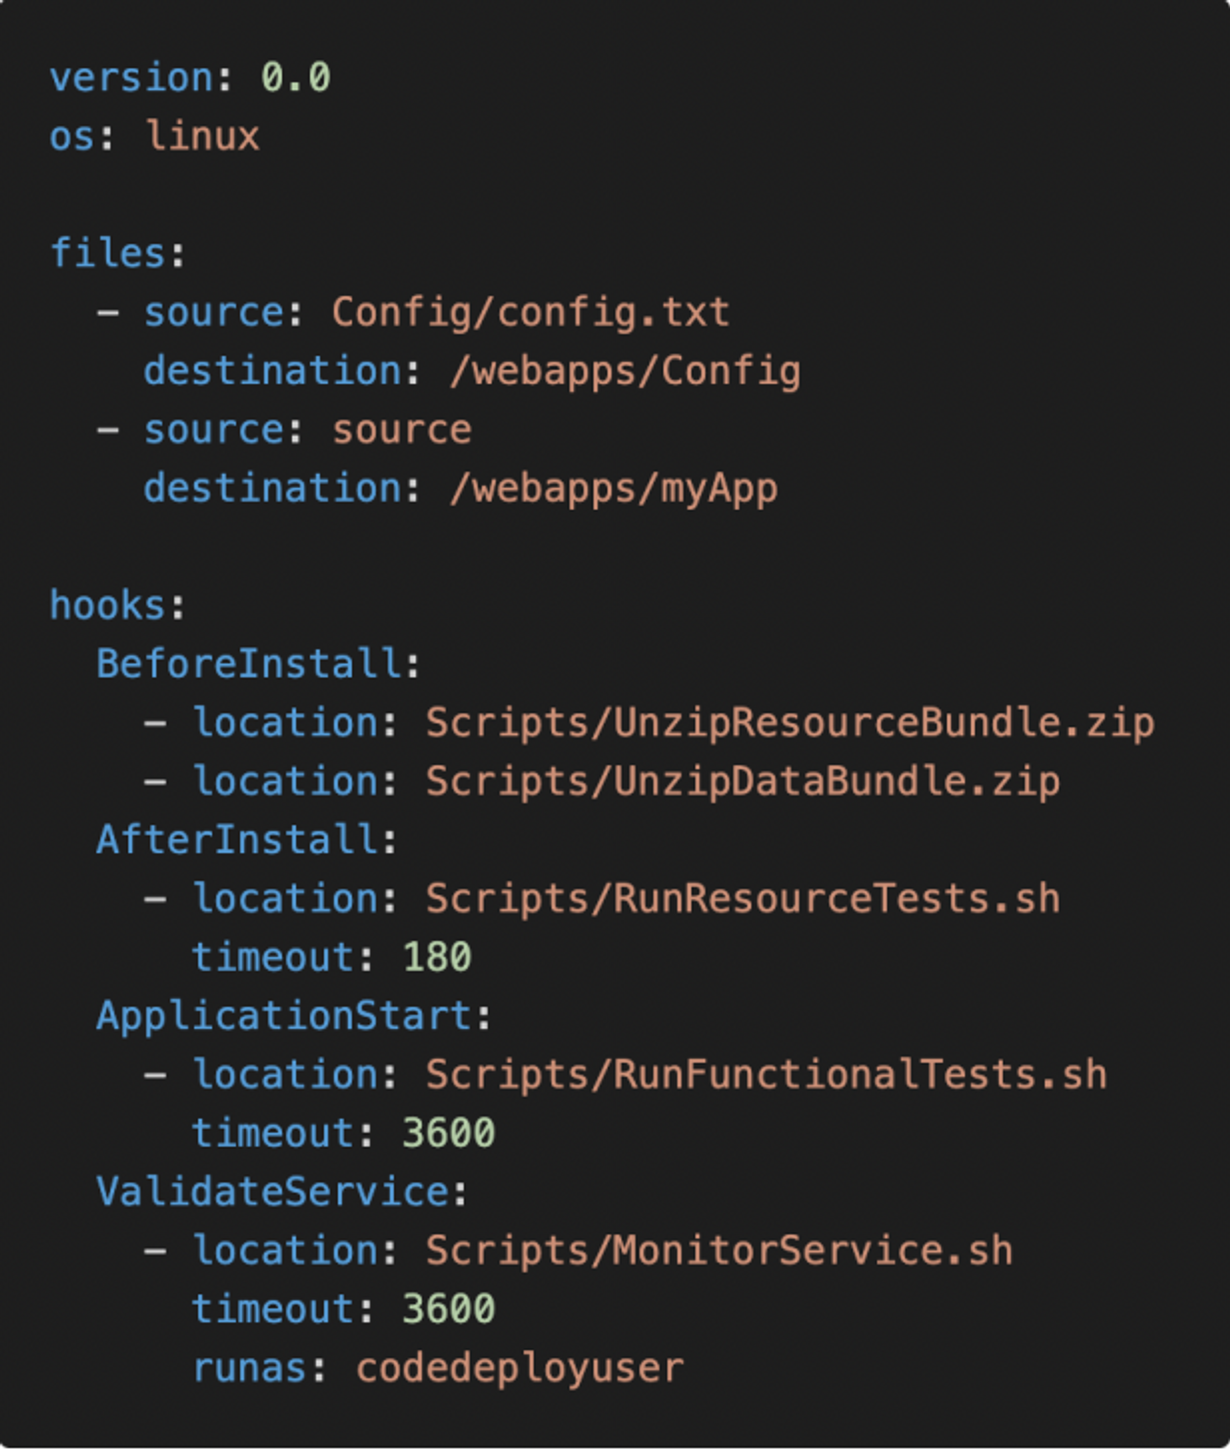 version: 0.0
os: linux

files:
  - source: Config/config.txt
    destination: /webapps/Config
  - source: source
    destination: /webapps/myApp

hooks:
  BeforeInstall:
    - location: Scripts/UnzipResourceBundle.zip
    - location: Scripts/UnzipDataBundle.zip
  AfterInstall:
    - location: Scripts/RunResourceTests.sh
      timeout: 180
  ApplicationStart:
    - location: Scripts/RunFunctionalTests.sh
      timeout: 3600
  ValidateService:
    - location: Scripts/MonitorService.sh
      timeout: 3600
      runas: codedeployuser